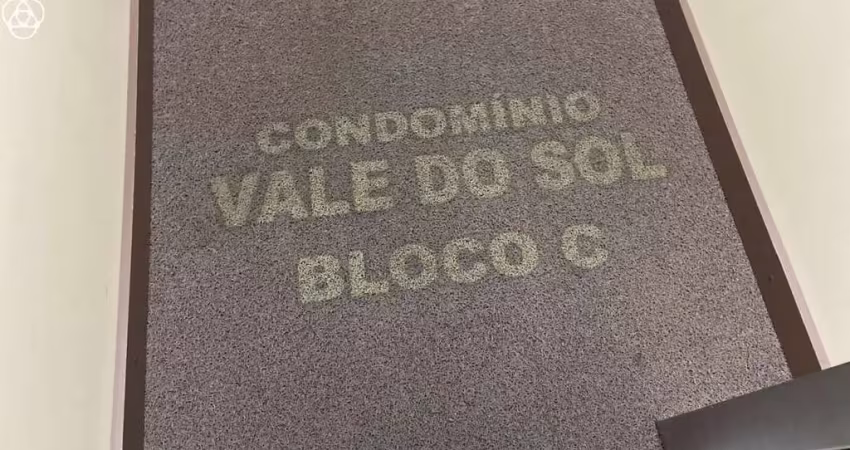 CONDOMÍNIO
VALE DO SOL
BLOCO C